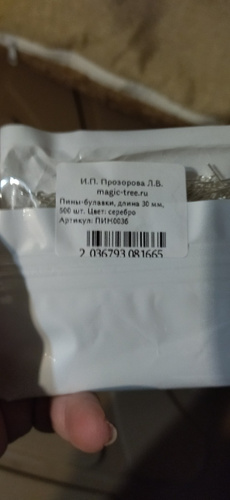 И.П. Прозорова Л.В.
magic-tree.ru
Пины-булавки, длина 30 мм,
500 шт. Цвет: серебро
Артикул: ПИН0036
2 036793 081665